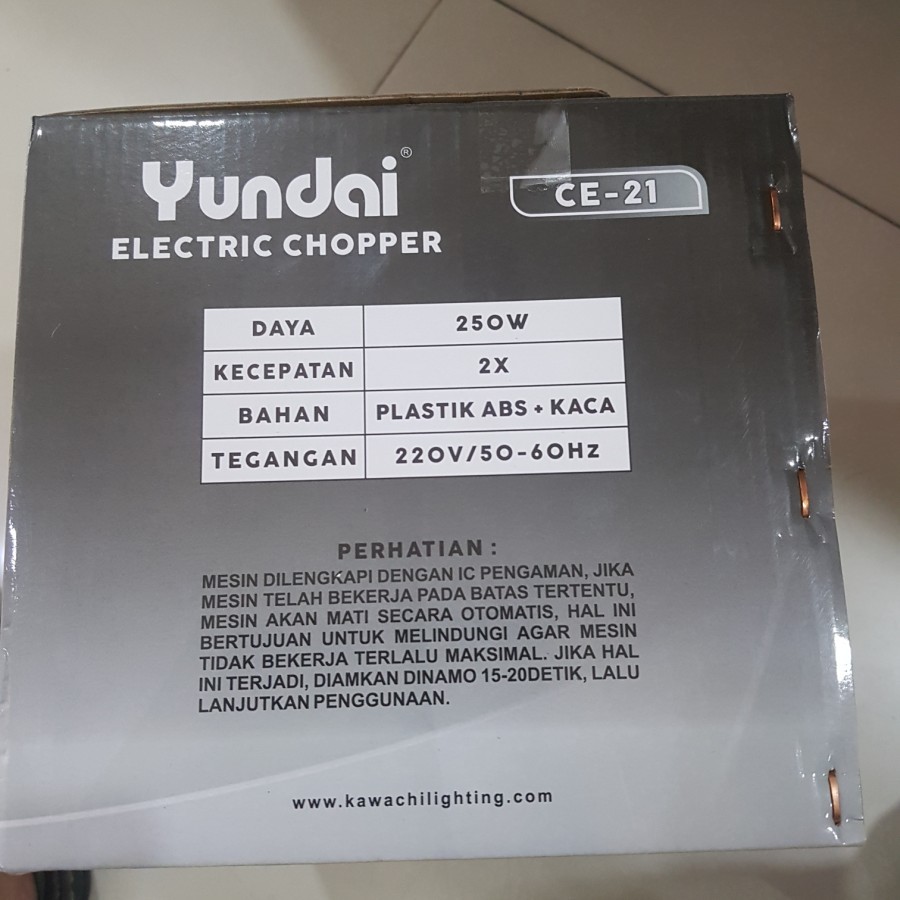 Yundai®
CE-21
ELECTRIC CHOPPER
DAYA 250W
KECEPATAN 2X
BAHAN PLASTIK ABS + KACA
TEGANGAN 220V/50-60Hz
PERHATIAN :
MESIN DILENGKAPI DENGAN IC PENGAMAN, JIKA
MESIN TELAH BEKERJA PADA BATAS TERTENTU,
MESIN AKAN MATI SECARA OTOMATIS, HAL INI
BERTUJUAN UNTUK MELINDUNGI AGAR MESIN
TIDAK BEKERJA TERLALU MAKSIMAL. JIKA HAL
INI TERJADI, DIAMKAN DINAMO 15-20DETIK, LALU
LANJUTKAN PENGGUNAAN.
www.kawachilighting.com